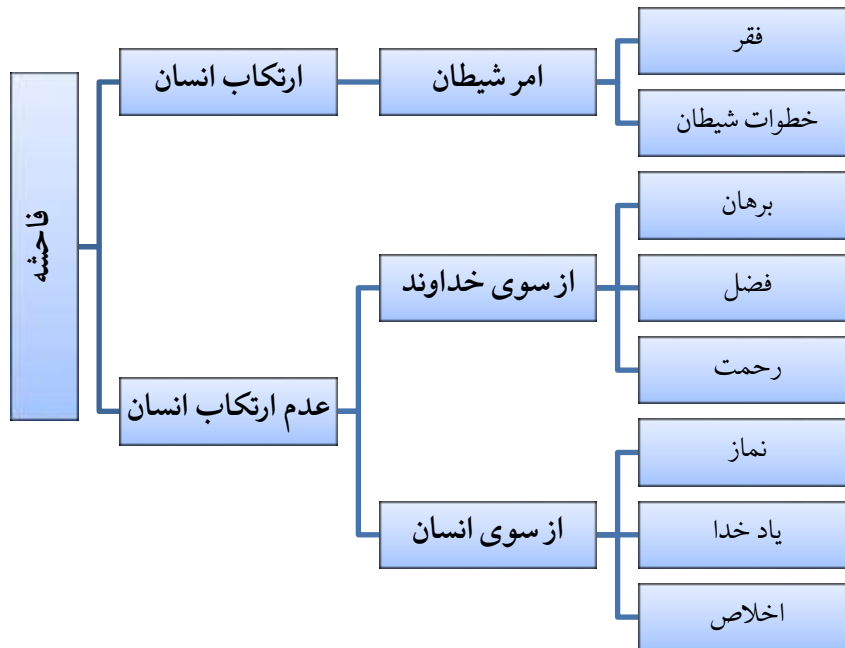 فاحشه
ارتکاب انسان
امر شیطان
فقر
خطوات شیطان
عدم ارتکاب انسان
از سوی خداوند
برهان
فضل
رحمت
از سوی انسان
نماز
یاد خدا
اخلاص